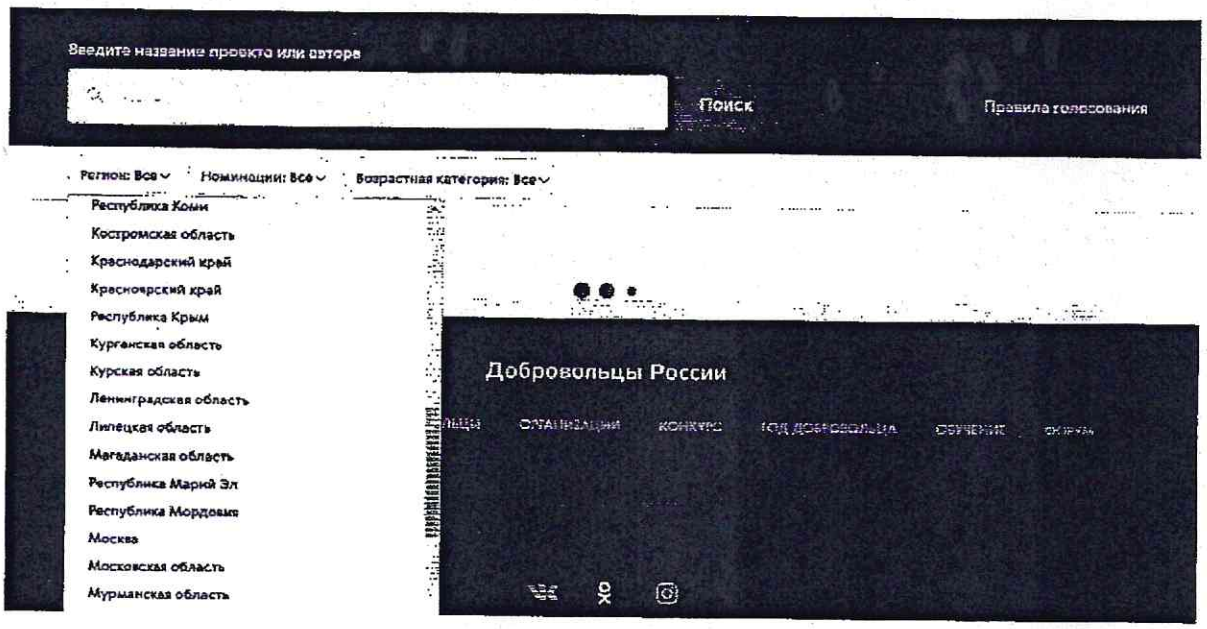 Введите название проекта или автора
Поиск
Правила голосования
Регион: Все
Номинации: Все
Возрастная категория: Все
Республика Коми
Костромская область
Краснодарский край
Красноярский край
Республика Крым
Курганская область
Курская область
Ленинградская область
Липецкая область
Магаданская область
Республика Марий Эл
Республика Мордовия
Москва
Московская область
Мурманская область
Добровольцы России
ОРГАНИЗАЦИИ
КОНКУРС
ГОД ДОБРОВОЛЬЦА
ОБУЧЕНИЕ
ФОРУМ